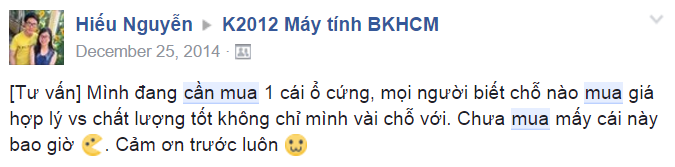 Hiếu Nguyễn ▶ K2012 Máy tính BKHCM
December 25, 2014 ·
[Tư vấn] Mình đang cần mua 1 cái ổ cứng, mọi người biết chỗ nào mua giá
hợp lý vs chất lượng tốt không chỉ mình vài chỗ với. Chưa mua mấy cái này
bao giờ . Cảm ơn trước luôn